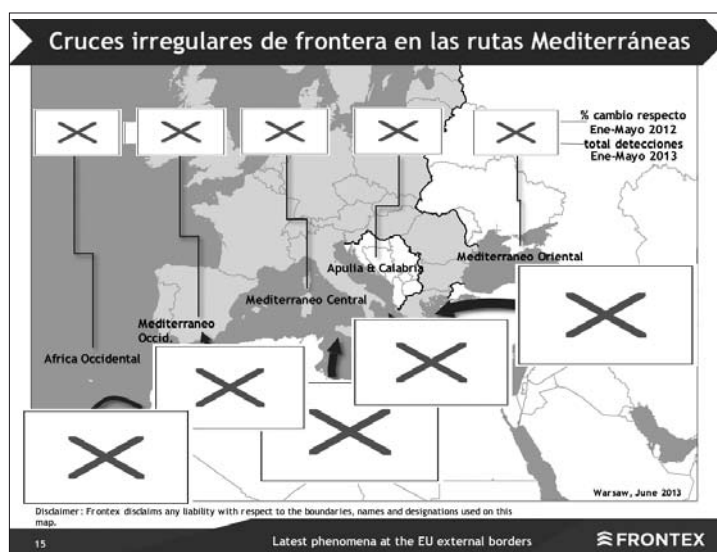 Cruces irregulares de frontera en las rutas Mediterráneas
% cambio respecto
Ene-Mayo 2012
total detecciones
Ene-Mayo 2013
Mediterraneo Oriental
Apulia & Calabria
Mediterraneo Central
Mediterraneo
Occid.
Africa Occidental
Warsaw, June 2013
Disclaimer: Frontex disclaims any liability with respect to the boundaries, names and designations used on this
map.
15
Latest phenomena at the EU external borders
FRONTEX